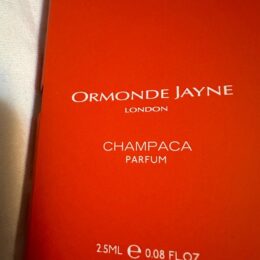 ORMONDE JAYNE
LONDON
CHAMPACA
PARFUM
2.5ML ℮ 0.08 FL OZ